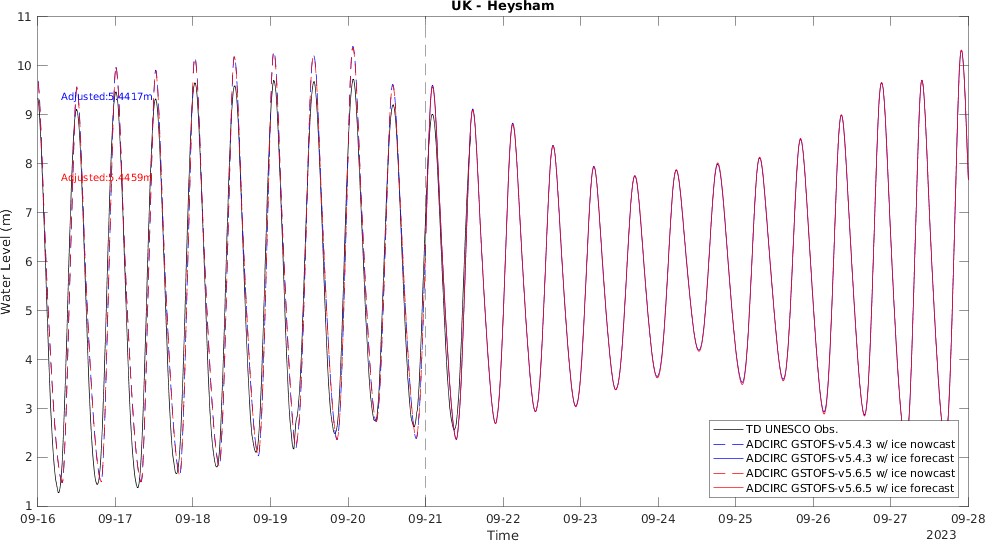 UK - Heysham
11
10
9
8
7
6
5
4
3
2
1
Water Level (m)
Adjusted:5.4417m
Adjusted:5.4459m
TD UNESCO Obs.
ADCIRC GSTOFS-v5.4.3 w/ ice nowcast
ADCIRC GSTOFS-v5.4.3 w/ ice forecast
ADCIRC GSTOFS-v5.6.5 w/ ice nowcast
ADCIRC GSTOFS-v5.6.5 w/ ice forecast
09-16 09-17 09-18 09-19 09-20 09-21 09-22 09-23 09-24 09-25 09-26 09-27 09-28
Time
2023